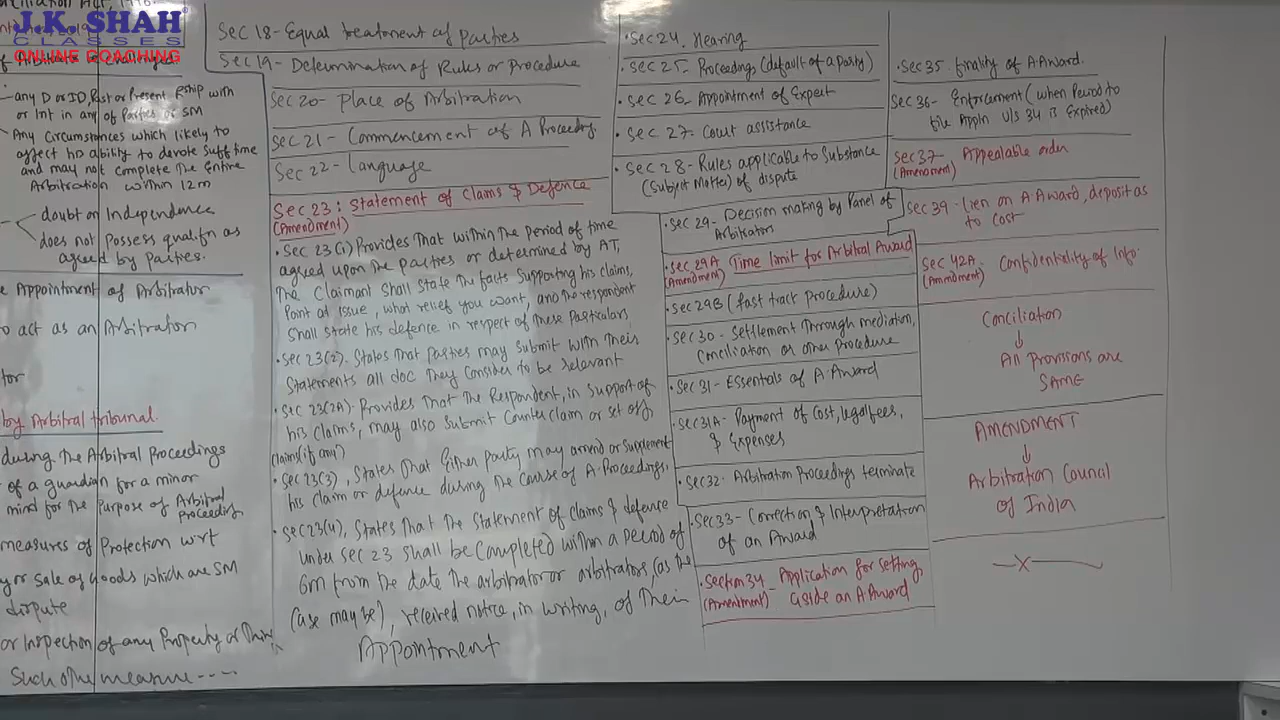 ciliation Act, 1996.
J.K. SHAH
CLASSES
ONLINE COACHING
of Arbitrator is challenged
any D or ID, Past or Present R'ship with
or Int in any of Parties or SM
Any circumstances which likely to
affect his ability to devote suff time
and may not complete the Entire
Arbitration within 12m
doubt on Independence
does not Possess qualifn as
agreed by parties.
e Appointment of Arbitrator
to act as an Arbitrator
tor
by Arbitral tribunal.
during the Arbitral Proceedings
of a guardian for a minor
mind for the Purpose of Arbitral
Proceeding
measures of Protection wrt
y or Sale of goods which are SM
dispute
or Inspection of any Property or Thing
Such other measure ----
Sec 18- Equal treatment of Parties
Sec 19- Determination of Rules or Procedure
Sec 20- Place of Arbitration
Sec 21- Commencement of A Proceeding
Sec 22- language
Sec 23: Statement of Claims & Defence
(Amendment)
• Sec 23(1) Provides That within the Period of time
agreed upon the parties or determined by AT,
The Claimant shall state the facts supporting his claims,
Point at issue, what relief you want, and the respondent
Shall state his defence in respect of These Particulars
• Sec 23(2). States That Parties may Submit with Their
Statements all doc They Consider to be relevant
• Sec 23(2A) Provides That the Respondent, in support of
his claims, may also Submit Counterclaim or set off
claims (if any)
• Sec 23(3), States That Either party may amend or Supplement
his claim or defence during the Course of A-Proceedings.
• Sec 23(4), States That the Statement of claims & defence
under Sec 23 shall be Completed within a Period of
6m from the date the arbitrator or arbitrators, (as the
Case may be), received notice, in writing, of Their
Appointment
• Sec 24. Hearing
• Sec 25- Proceedings (default of a party)
• Sec 26- Appointment of Expert
• Sec 27- Court assistance
• Sec 28- Rules applicable to Substance
(Subject Matter) of dispute
• Sec 29- Decision making by Panel of
Arbitrators
• Sec 29A Time limit for Arbitral Award
(Amendment)
• Sec 29B (fast tract Procedure)
• Sec 30- Settlement Through mediation,
Conciliation or other Procedure
• Sec 31- Essentals of A-Award
• Sec 31A- Payment of Cost, legal fees,
& Expenses
• Sec 32- Arbitration Proceedings terminate
• Sec 33- Correction & Interpretation
of an Award
• Section 34- Application for setting
(Amendment) aside an A-Award
• Sec 35. finality of A-Award.
Sec 36- Enforcement (when Period to
file Appln u/s 34 is Expired)
Sec 37 Appealable order
(Amendment)
Sec 39- Lien on A-Award, deposit as
to Cost
Sec 42A- Confidentiality of Info.
(Amendment)
Conciliation
↓
All Provisions are
SAME
AMENDMENT
↓
Arbitration Council
of India
—x—